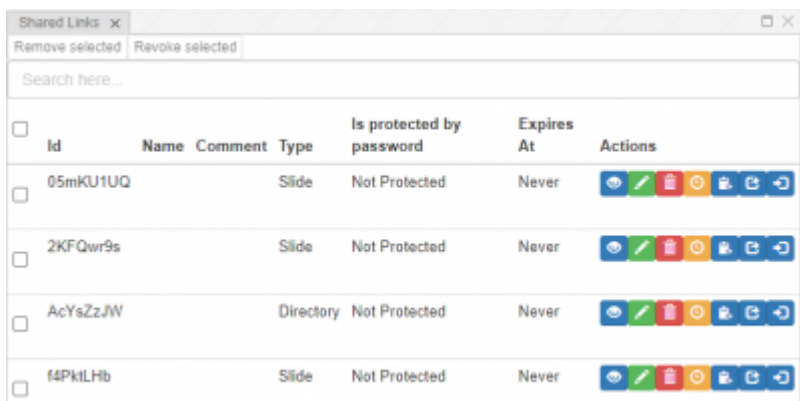 Shared Links
Remove selected Revoke selected
Search here...
Id Name Comment Type Is protected by password Expires At Actions
05mKU1UQ Slide Not Protected Never
2KFQwr9s Slide Not Protected Never
AcYsZzJW Directory Not Protected Never
f4PktLHb Slide Not Protected Never